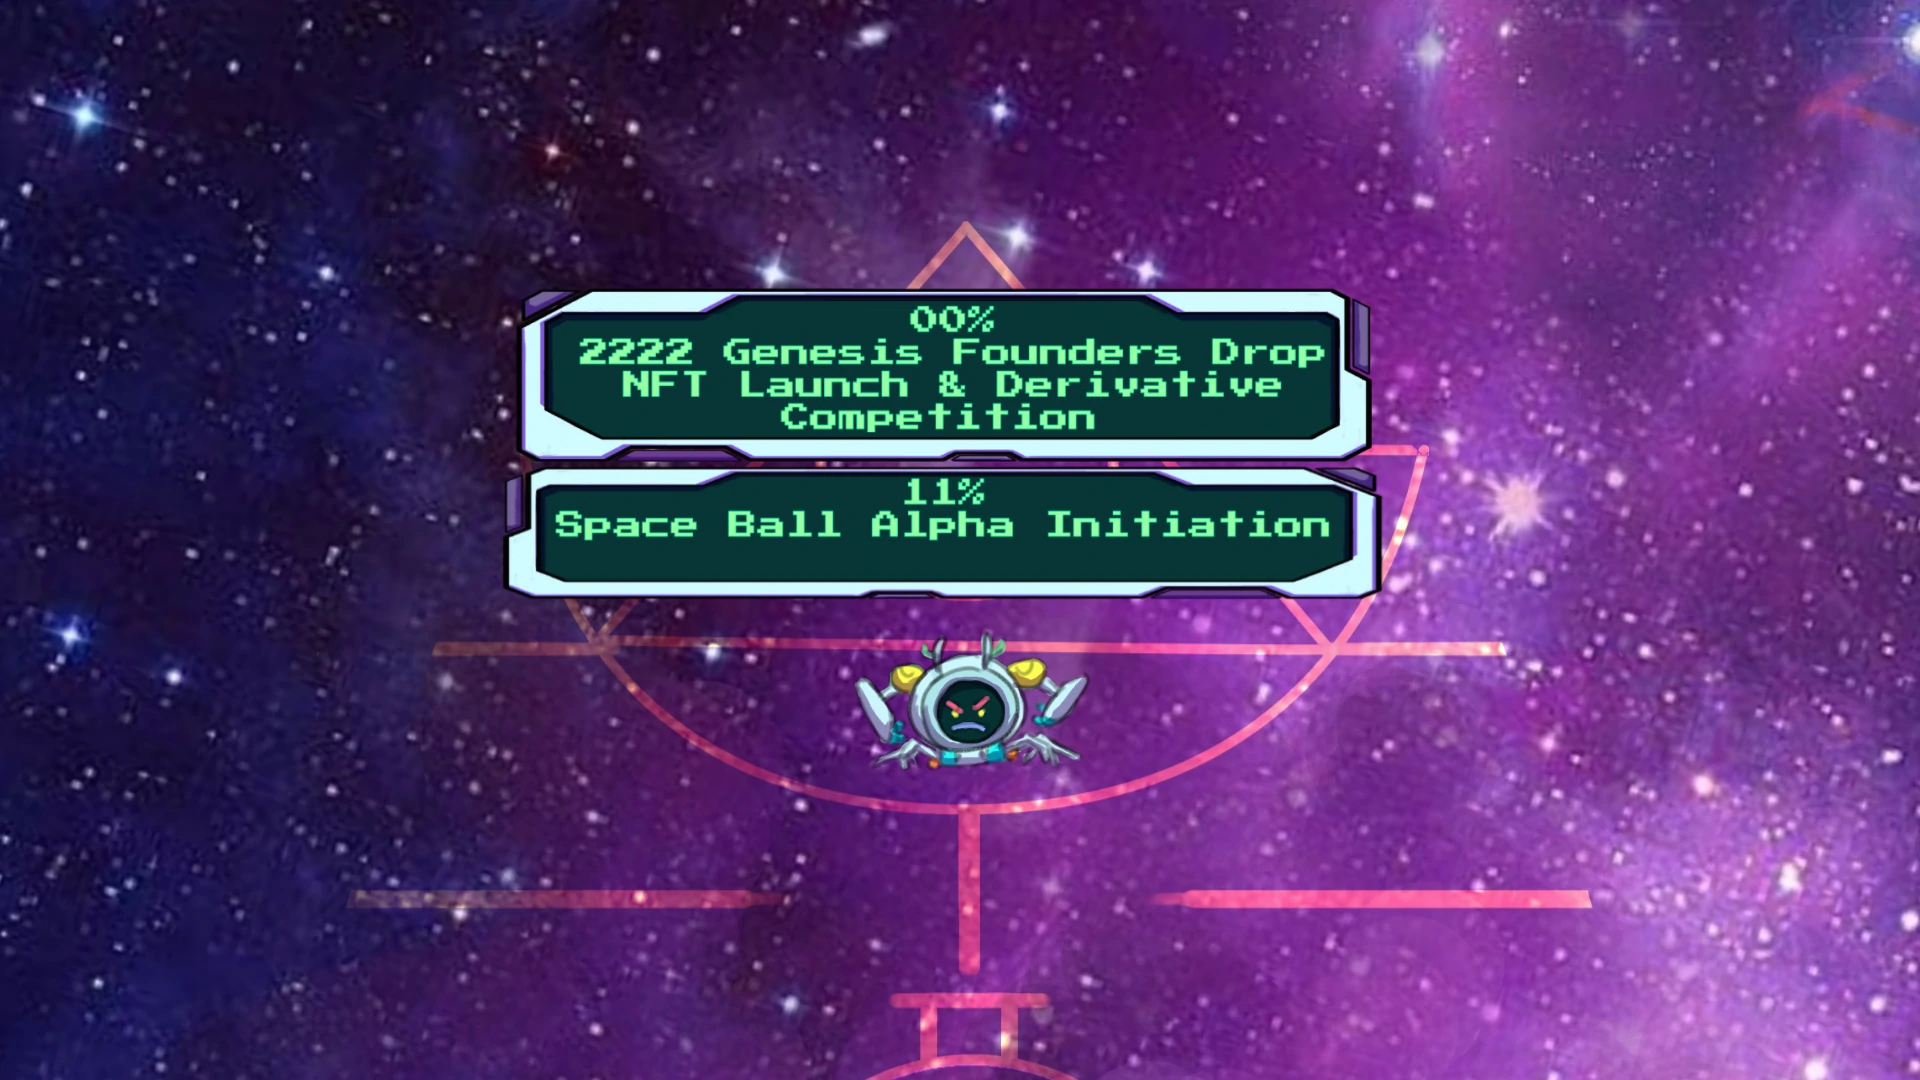 00%
2222 Genesis Founders Drop
NFT Launch & Derivative
Competition
11%
Space Ball Alpha Initiation